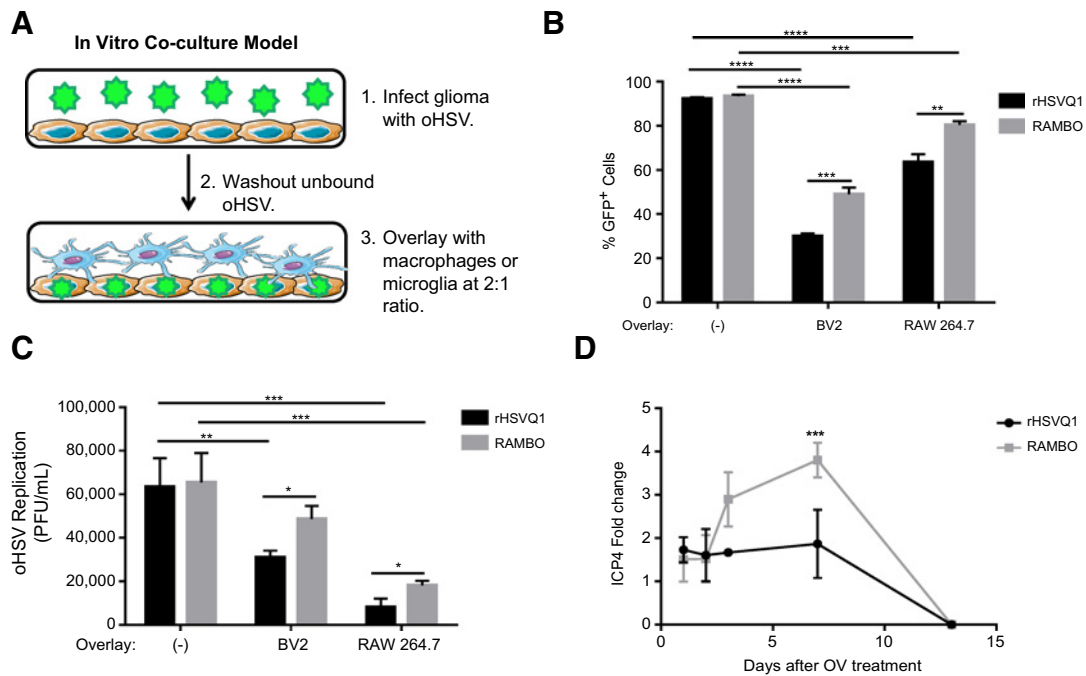 A
In Vitro Co-culture Model
1. Infect glioma
with oHSV.
2. Washout unbound
oHSV.
3. Overlay with
macrophages or
microglia at 2:1
ratio.
B
****
***
****
****
***
**
% GFP+ Cells
100
80
60
40
20
0
Overlay: (-) BV2 RAW 264.7
rHSVQ1
RAMBO
C
***
***
**
*
*
oHSV Replication
(PFU/mL)
100,000
80,000
60,000
40,000
20,000
0
Overlay: (-) BV2 RAW 264.7
rHSVQ1
RAMBO
D
***
ICP4 Fold change
5
4
3
2
1
0
0 5 10 15
Days after OV treatment
rHSVQ1
RAMBO